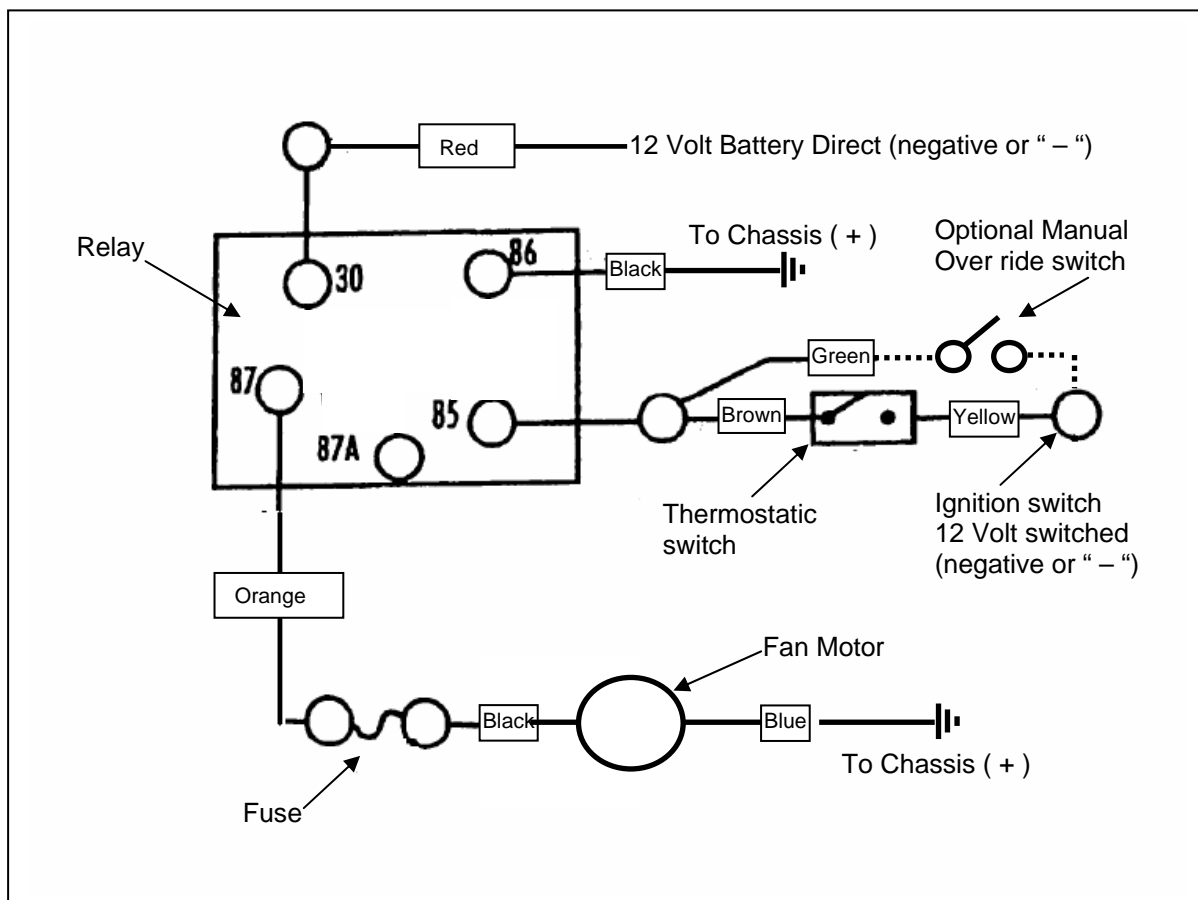 Red
12 Volt Battery Direct (negative or “ – “)
Relay
To Chassis ( + )
Optional Manual
Over ride switch
30
86
Black
Green
87
85
Brown
Yellow
87A
Thermostatic
switch
Ignition switch
12 Volt switched
(negative or “ – “)
Orange
Fan Motor
Black
Blue
To Chassis ( + )
Fuse